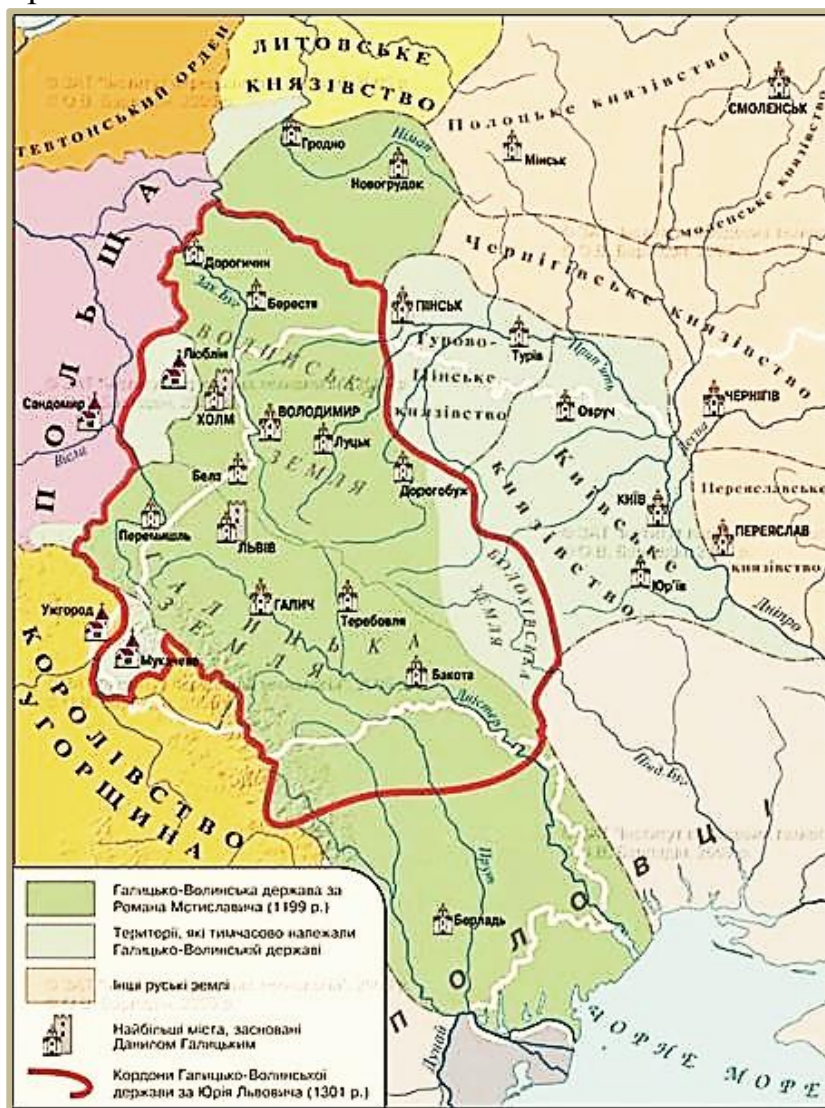 ТЕВТОНСЬКИЙ ОРДЕН
ЛИТОВСЬКЕ
КНЯЗІВСТВО
Полоцьке князівство
СМОЛЕНСЬК
Смоленське князівство
Гродно
Німан
Новогрудок
Мінськ
Чернігівське князівство
ПОЛЬЩА
Дорогичин
Зах. Буг
Берестя
ПІНСЬК
Турово-
Пінське
князівство
Турів
Прип'ять
ВОЛИНСЬКА
ЗЕМЛЯ
Люблін
Сандомир
ХОЛМ
ВОЛОДИМИР
Луцьк
Овруч
ЧЕРНІГІВ
Десна
Вісла
Белз
Дорогобуж
Київське
князівство
КИЇВ
Переяславське
князівство
ПЕРЕЯСЛАВ
Перемишль
ЛЬВІВ
БОЛОХІВСЬКА
ЗЕМЛЯ
Юр'їв
Дніпро
Ужгород
Мукачево
ГАЛИЦЬКА
ЗЕМЛЯ
ГАЛИЧ
Теребовля
Бакота
Дністер
КОРОЛІВСТВО
УГОРЩИНА
Півд. Буг
ПОЛОВЦІ
Прут
Берладь
Дунай
ЧОРНЕ МОРЕ
Галицько-Волинська держава за
Романа Мстиславича (1199 р.)
Території, які тимчасово належали
Галицько-Волинській державі
Інші руські землі
Найбільші міста, засновані
Данилом Галицьким
Кордони Галицько-Волинської
держави за Юрія Львовича (1301 р.)